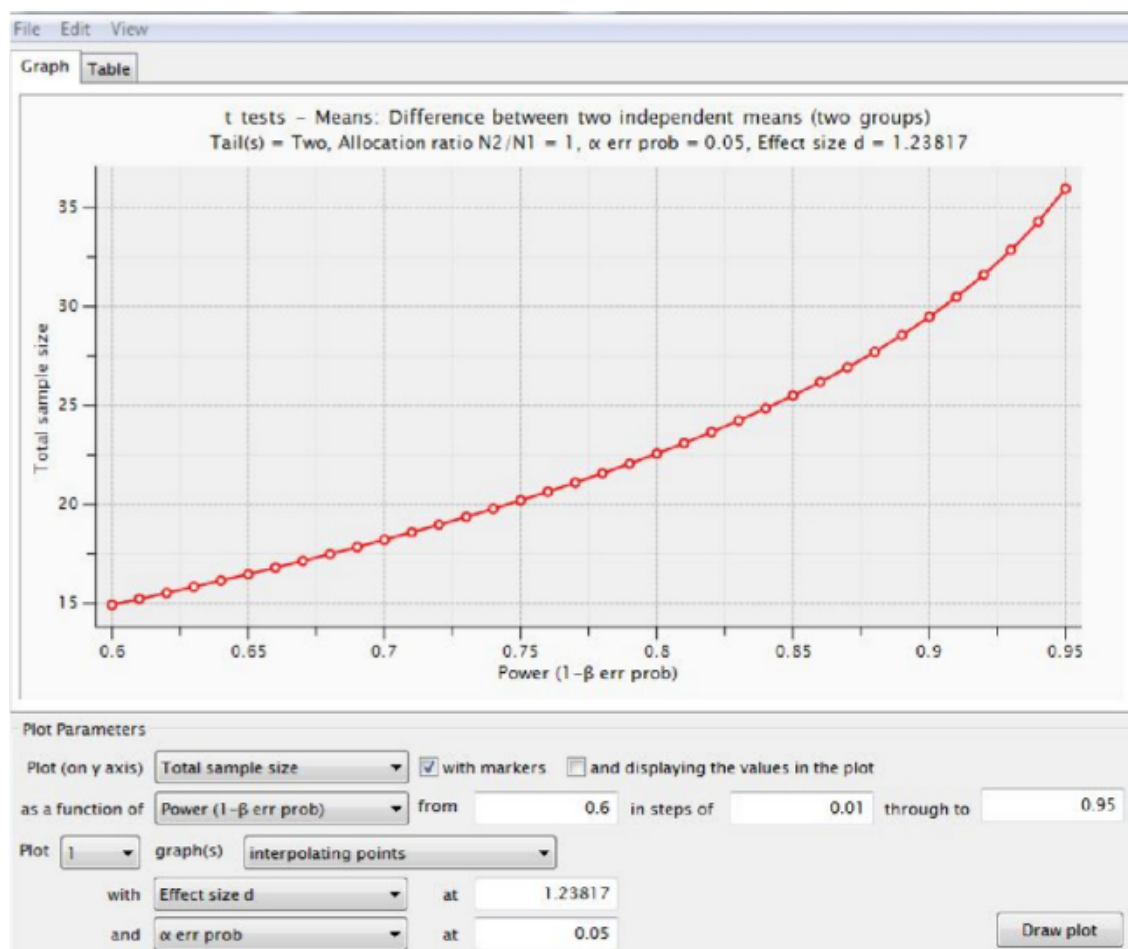 File Edit View
Graph Table
t tests – Means: Difference between two independent means (two groups)
Tail(s) = Two, Allocation ratio N2/N1 = 1, α err prob = 0.05, Effect size d = 1.23817
Total sample size
35
30
25
20
15
0.6 0.65 0.7 0.75 0.8 0.85 0.9 0.95
Power (1-β err prob)
Plot Parameters
Plot (on y axis) Total sample size with markers and displaying the values in the plot
as a function of Power (1-β err prob) from 0.6 in steps of 0.01 through to 0.95
Plot 1 graph(s) interpolating points
with Effect size d at 1.23817
and α err prob at 0.05 Draw plot